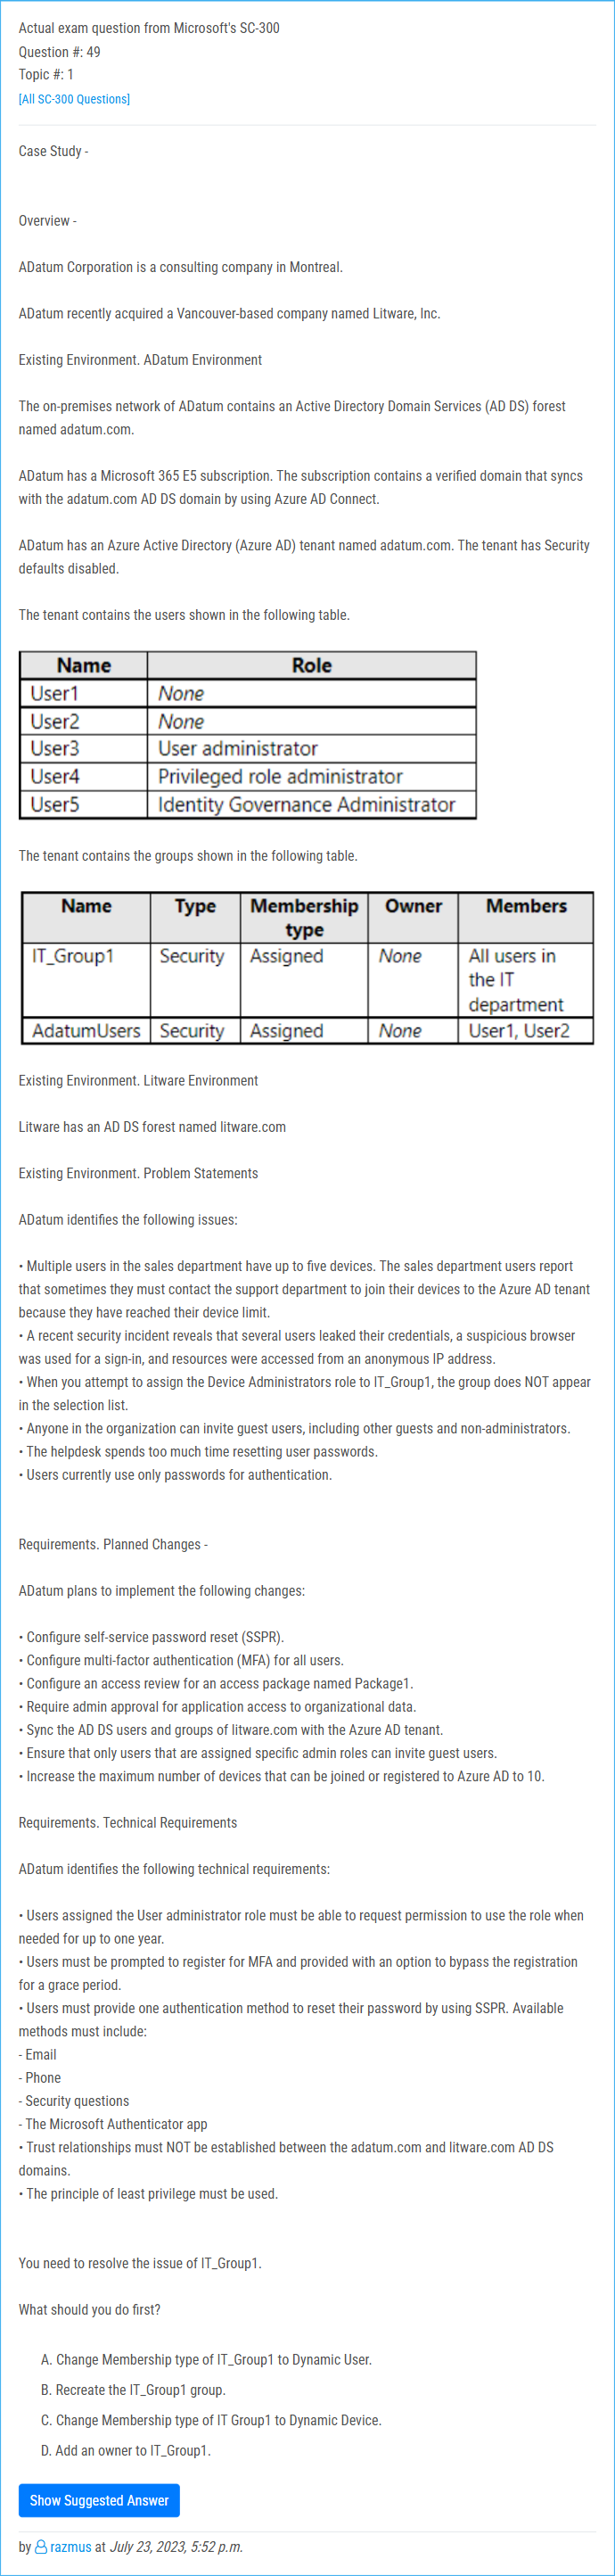 Actual exam question from Microsoft's SC-300
Question #: 49
Topic #: 1
[All SC-300 Questions]
Case Study -
Overview -
ADatum Corporation is a consulting company in Montreal.
ADatum recently acquired a Vancouver-based company named Litware, Inc.
Existing Environment. ADatum Environment
The on-premises network of ADatum contains an Active Directory Domain Services (AD DS) forest
named adatum.com.
ADatum has a Microsoft 365 E5 subscription. The subscription contains a verified domain that syncs
with the adatum.com AD DS domain by using Azure AD Connect.
ADatum has an Azure Active Directory (Azure AD) tenant named adatum.com. The tenant has Security
defaults disabled.
The tenant contains the users shown in the following table.
Name Role
User1 None
User2 None
User3 User administrator
User4 Privileged role administrator
User5 Identity Governance Administrator
The tenant contains the groups shown in the following table.
Name Type Membership Owner Members
type
IT_Group1 Security Assigned None All users in
the IT
department
AdatumUsers Security Assigned None User1, User2
Existing Environment. Litware Environment
Litware has an AD DS forest named litware.com
Existing Environment. Problem Statements
ADatum identifies the following issues:
• Multiple users in the sales department have up to five devices. The sales department users report
that sometimes they must contact the support department to join their devices to the Azure AD tenant
because they have reached their device limit.
• A recent security incident reveals that several users leaked their credentials, a suspicious browser
was used for a sign-in, and resources were accessed from an anonymous IP address.
• When you attempt to assign the Device Administrators role to IT_Group1, the group does NOT appear
in the selection list.
• Anyone in the organization can invite guest users, including other guests and non-administrators.
• The helpdesk spends too much time resetting user passwords.
• Users currently use only passwords for authentication.
Requirements. Planned Changes -
ADatum plans to implement the following changes:
• Configure self-service password reset (SSPR).
• Configure multi-factor authentication (MFA) for all users.
• Configure an access review for an access package named Package1.
• Require admin approval for application access to organizational data.
• Sync the AD DS users and groups of litware.com with the Azure AD tenant.
• Ensure that only users that are assigned specific admin roles can invite guest users.
• Increase the maximum number of devices that can be joined or registered to Azure AD to 10.
Requirements. Technical Requirements
ADatum identifies the following technical requirements:
• Users assigned the User administrator role must be able to request permission to use the role when
needed for up to one year.
• Users must be prompted to register for MFA and provided with an option to bypass the registration
for a grace period.
• Users must provide one authentication method to reset their password by using SSPR. Available
methods must include:
- Email
- Phone
- Security questions
- The Microsoft Authenticator app
• Trust relationships must NOT be established between the adatum.com and litware.com AD DS
domains.
• The principle of least privilege must be used.
You need to resolve the issue of IT_Group1.
What should you do first?
A. Change Membership type of IT_Group1 to Dynamic User.
B. Recreate the IT_Group1 group.
C. Change Membership type of IT Group1 to Dynamic Device.
D. Add an owner to IT_Group1.
Show Suggested Answer
by razmus at July 23, 2023, 5:52 p.m.